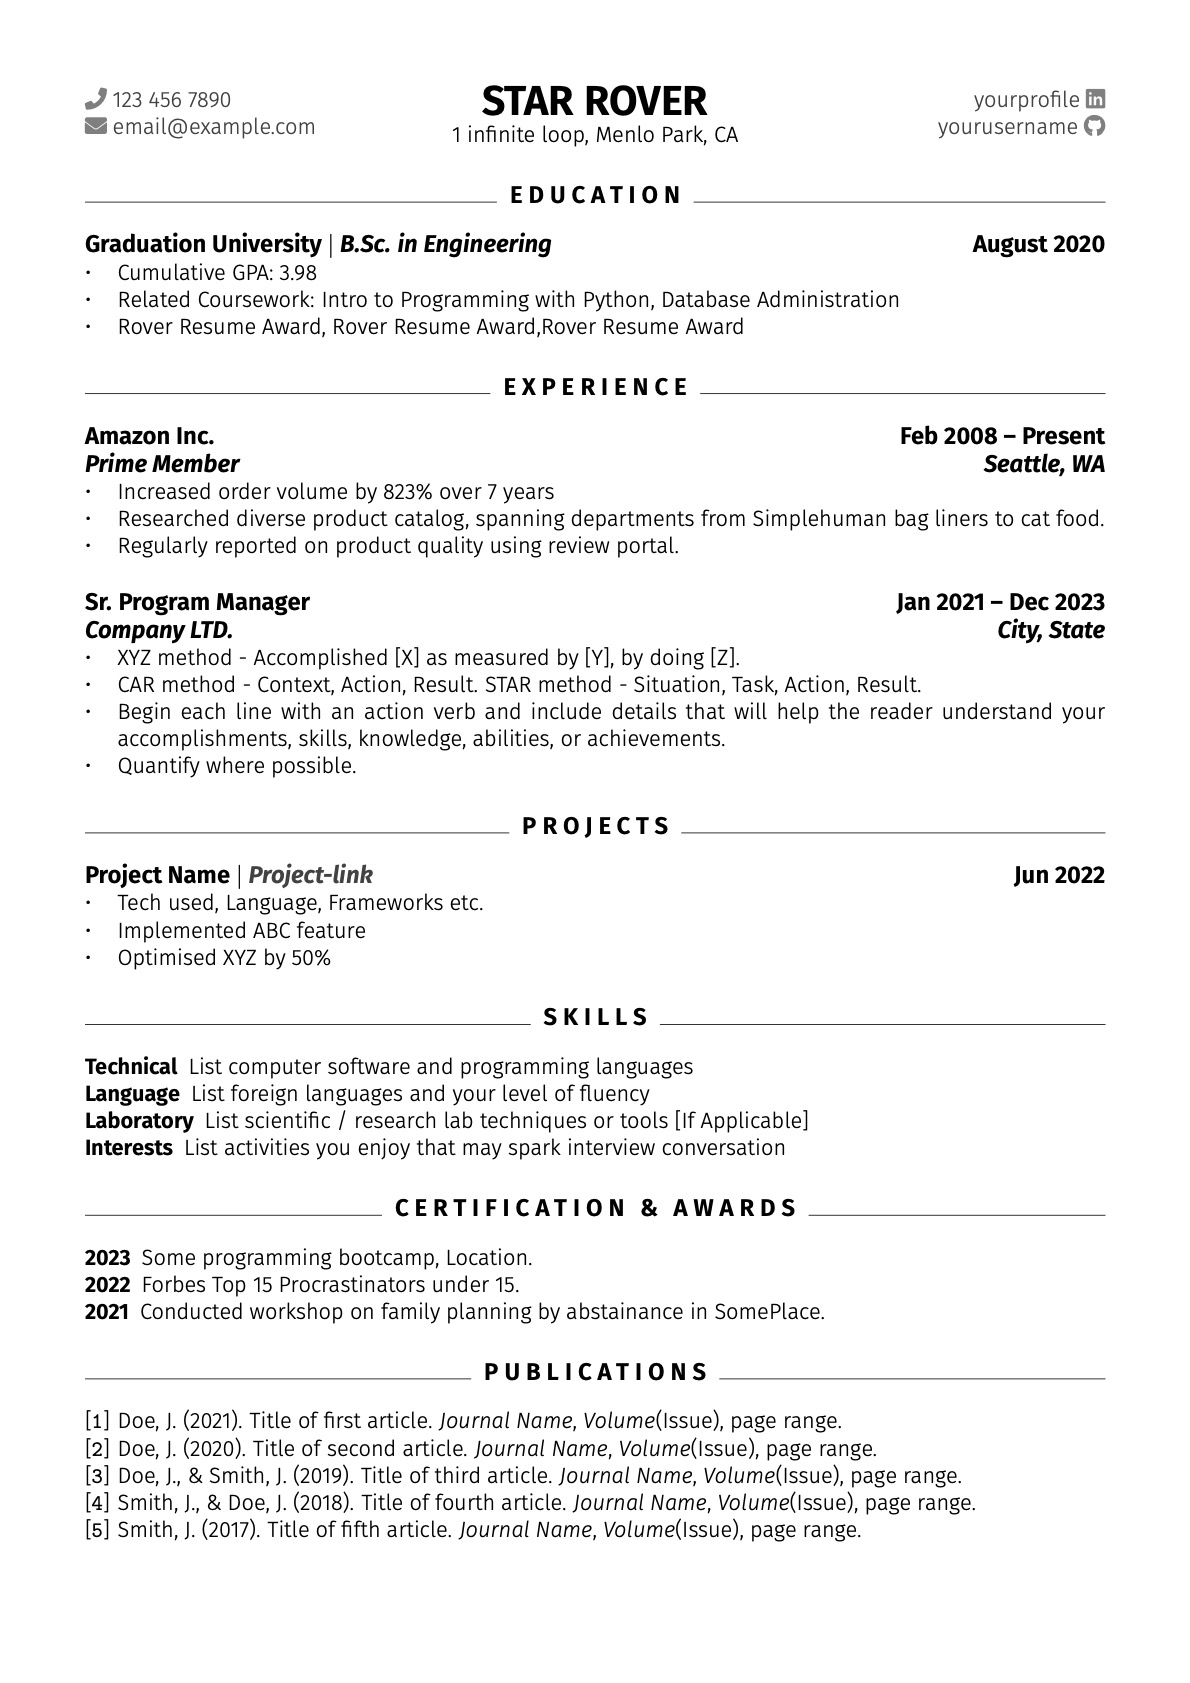 123 456 7890
email@example.com
STAR ROVER
1 infinite loop, Menlo Park, CA
yourprofile
yourusername
EDUCATION
Graduation University | B.Sc. in Engineering August 2020
• Cumulative GPA: 3.98
• Related Coursework: Intro to Programming with Python, Database Administration
• Rover Resume Award, Rover Resume Award,Rover Resume Award
EXPERIENCE
Amazon Inc. Feb 2008 – Present
Prime Member Seattle, WA
• Increased order volume by 823% over 7 years
• Researched diverse product catalog, spanning departments from Simplehuman bag liners to cat food.
• Regularly reported on product quality using review portal.
Sr. Program Manager Jan 2021 – Dec 2023
Company LTD. City, State
• XYZ method - Accomplished [X] as measured by [Y], by doing [Z].
• CAR method - Context, Action, Result. STAR method - Situation, Task, Action, Result.
• Begin each line with an action verb and include details that will help the reader understand your
accomplishments, skills, knowledge, abilities, or achievements.
• Quantify where possible.
PROJECTS
Project Name | Project-link Jun 2022
• Tech used, Language, Frameworks etc.
• Implemented ABC feature
• Optimised XYZ by 50%
SKILLS
Technical List computer software and programming languages
Language List foreign languages and your level of fluency
Laboratory List scientific / research lab techniques or tools [If Applicable]
Interests List activities you enjoy that may spark interview conversation
CERTIFICATION & AWARDS
2023 Some programming bootcamp, Location.
2022 Forbes Top 15 Procrastinators under 15.
2021 Conducted workshop on family planning by abstainance in SomePlace.
PUBLICATIONS
[1] Doe, J. (2021). Title of first article. Journal Name, Volume(Issue), page range.
[2] Doe, J. (2020). Title of second article. Journal Name, Volume(Issue), page range.
[3] Doe, J., & Smith, J. (2019). Title of third article. Journal Name, Volume(Issue), page range.
[4] Smith, J., & Doe, J. (2018). Title of fourth article. Journal Name, Volume(Issue), page range.
[5] Smith, J. (2017). Title of fifth article. Journal Name, Volume(Issue), page range.